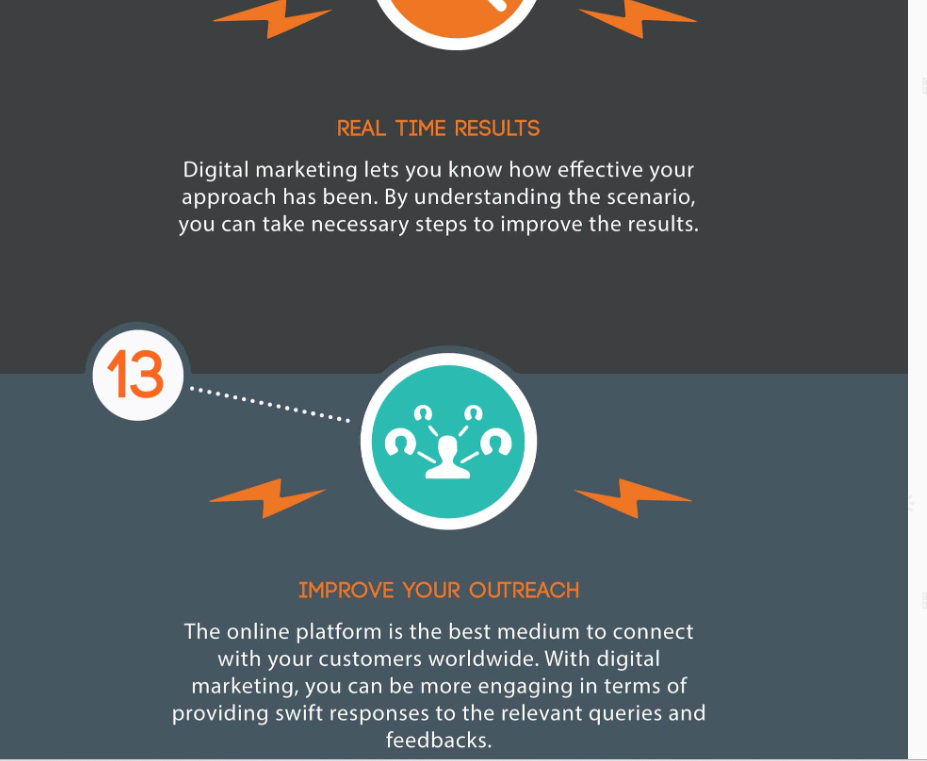 REAL TIME RESULTS
Digital marketing lets you know how effective your
approach has been. By understanding the scenario,
you can take necessary steps to improve the results.
13
IMPROVE YOUR OUTREACH
The online platform is the best medium to connect
with your customers worldwide. With digital
marketing, you can be more engaging in terms of
providing swift responses to the relevant queries and
feedbacks.